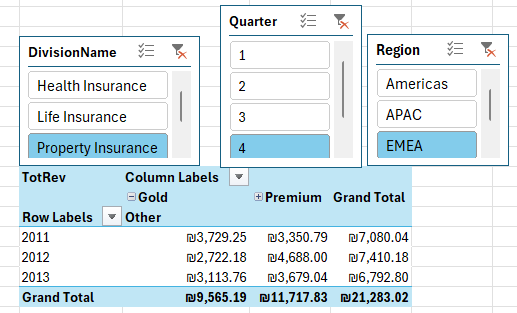 DivisionName
Health Insurance
Life Insurance
Property Insurance
Quarter
1
2
3
4
Region
Americas
APAC
EMEA
TotRev Column Labels
Gold Premium Grand Total
Row Labels Other
2011 ₪3,729.25 ₪3,350.79 ₪7,080.04
2012 ₪2,722.18 ₪4,688.00 ₪7,410.18
2013 ₪3,113.76 ₪3,679.04 ₪6,792.80
Grand Total ₪9,565.19 ₪11,717.83 ₪21,283.02